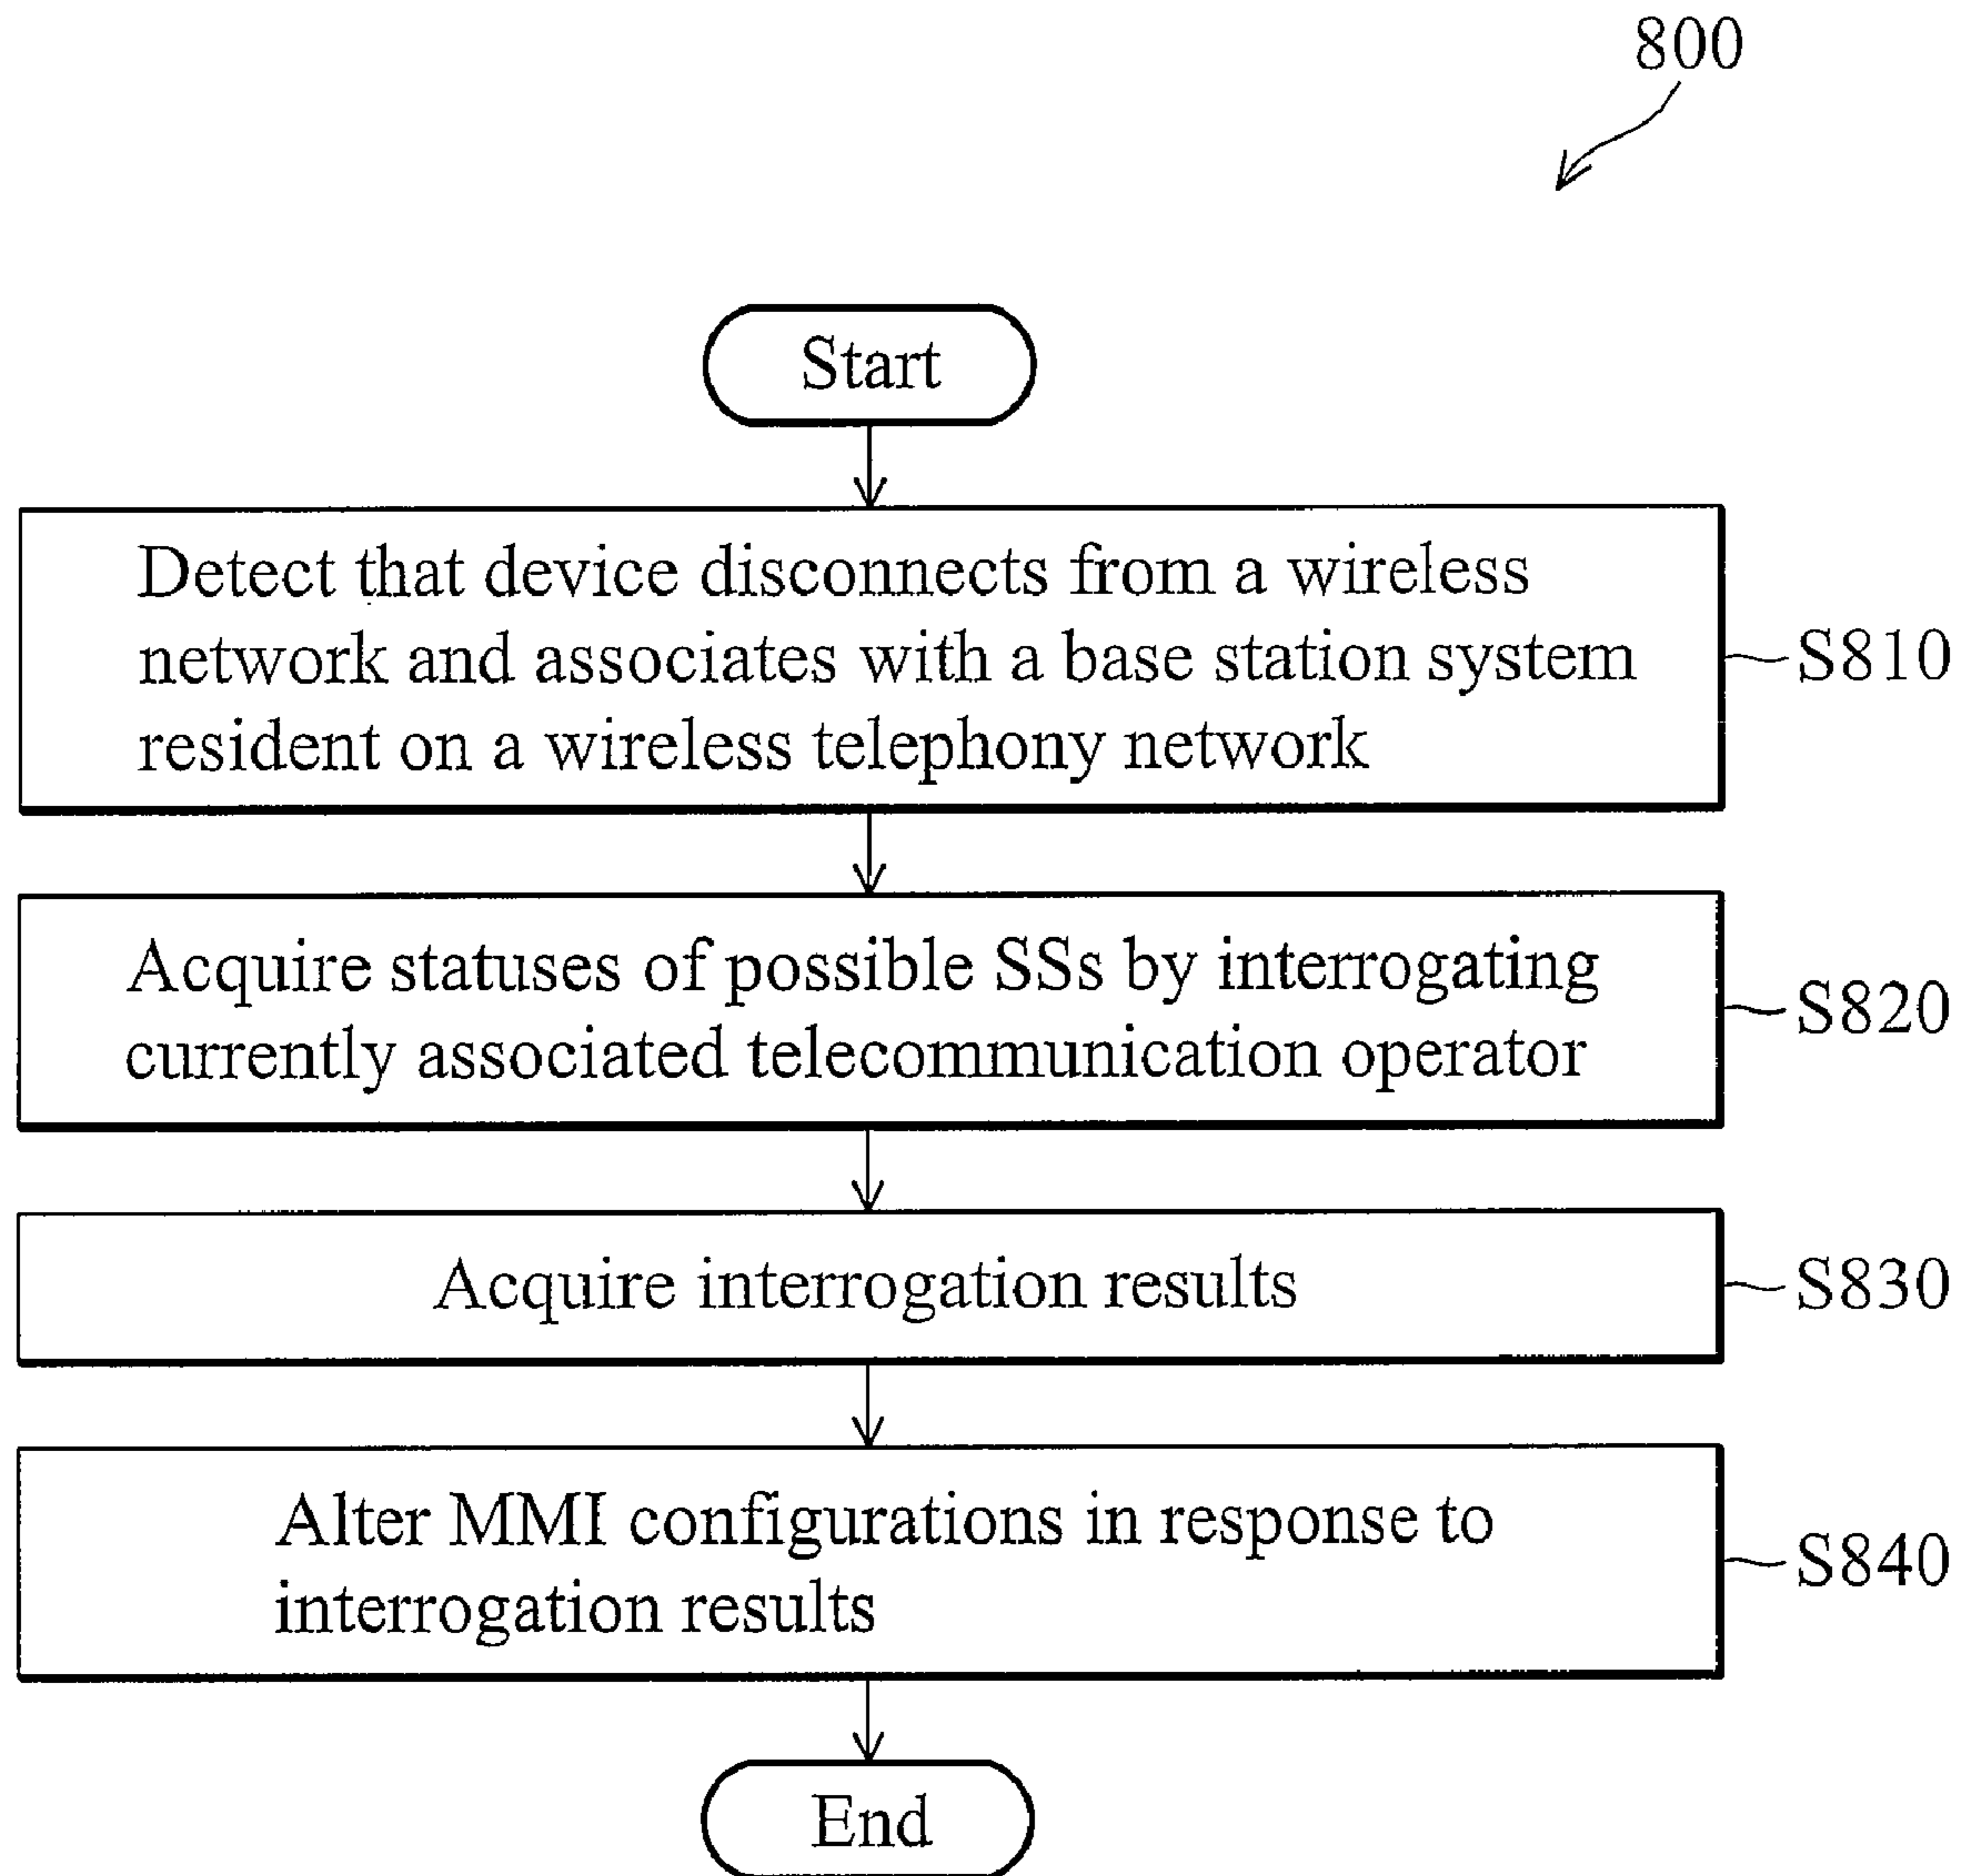 800
Start
Detect that device disconnects from a wireless
network and associates with a base station system
resident on a wireless telephony network
S810
Acquire statuses of possible SSs by interrogating
currently associated telecommunication operator
S820
Acquire interrogation results
S830
Alter MMI configurations in response to
interrogation results
S840
End